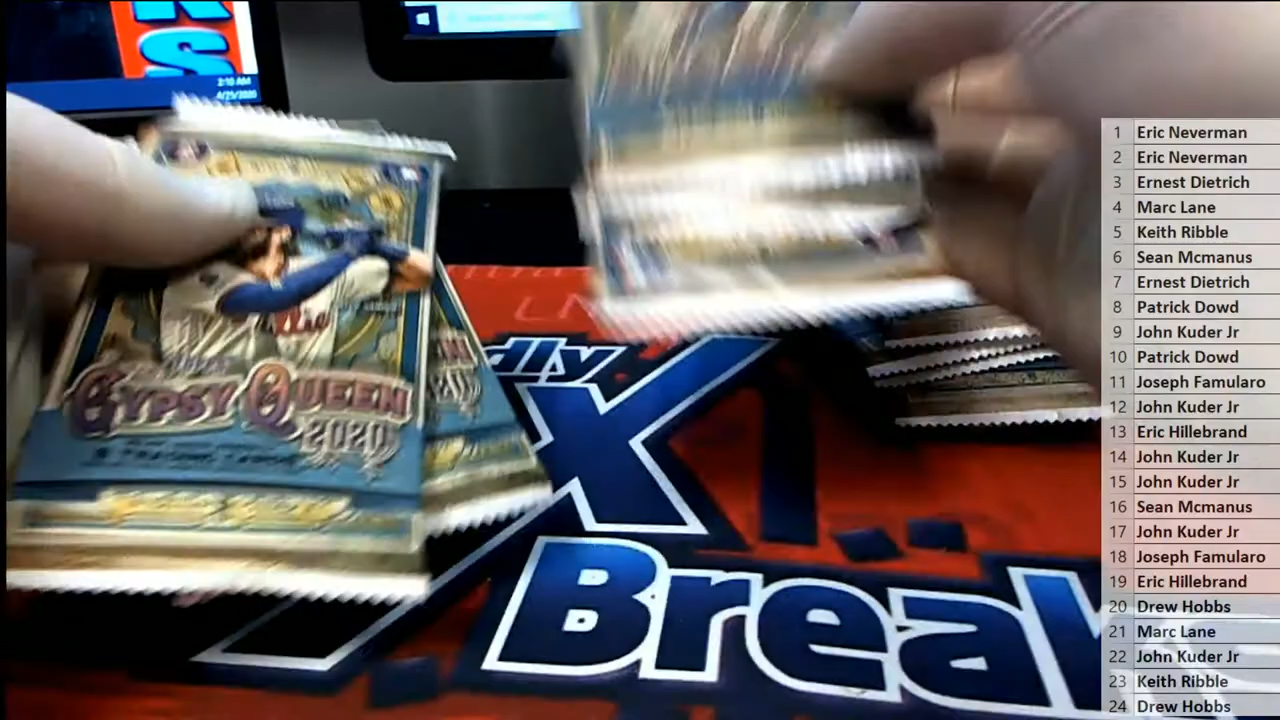 KS
2:10 AM
4/25/2020
Phillies
GYPSY QUEEN
2020
dly
X
Break
1 Eric Neverman
2 Eric Neverman
3 Ernest Dietrich
4 Marc Lane
5 Keith Ribble
6 Sean Mcmanus
7 Ernest Dietrich
8 Patrick Dowd
9 John Kuder Jr
10 Patrick Dowd
11 Joseph Famularo
12 John Kuder Jr
13 Eric Hillebrand
14 John Kuder Jr
15 John Kuder Jr
16 Sean Mcmanus
17 John Kuder Jr
18 Joseph Famularo
19 Eric Hillebrand
20 Drew Hobbs
21 Marc Lane
22 John Kuder Jr
23 Keith Ribble
24 Drew Hobbs